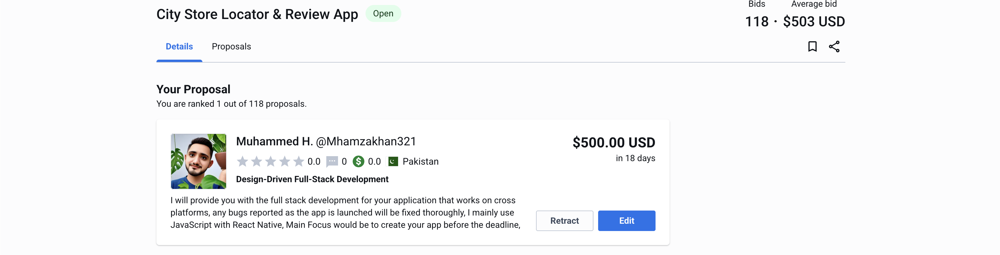 City Store Locator & Review App
Open
Bids
Average bid
118 · $503 USD
Details
Proposals
Your Proposal
You are ranked 1 out of 118 proposals.
Muhammed H. @Mhamzakhan321
$500.00 USD
in 18 days
0.0 0 0.0 Pakistan
Design-Driven Full-Stack Development
I will provide you with the full stack development for your application that works on cross
platforms, any bugs reported as the app is launched will be fixed thoroughly, I mainly use
JavaScript with React Native, Main Focus would be to create your app before the deadline,
Retract
Edit